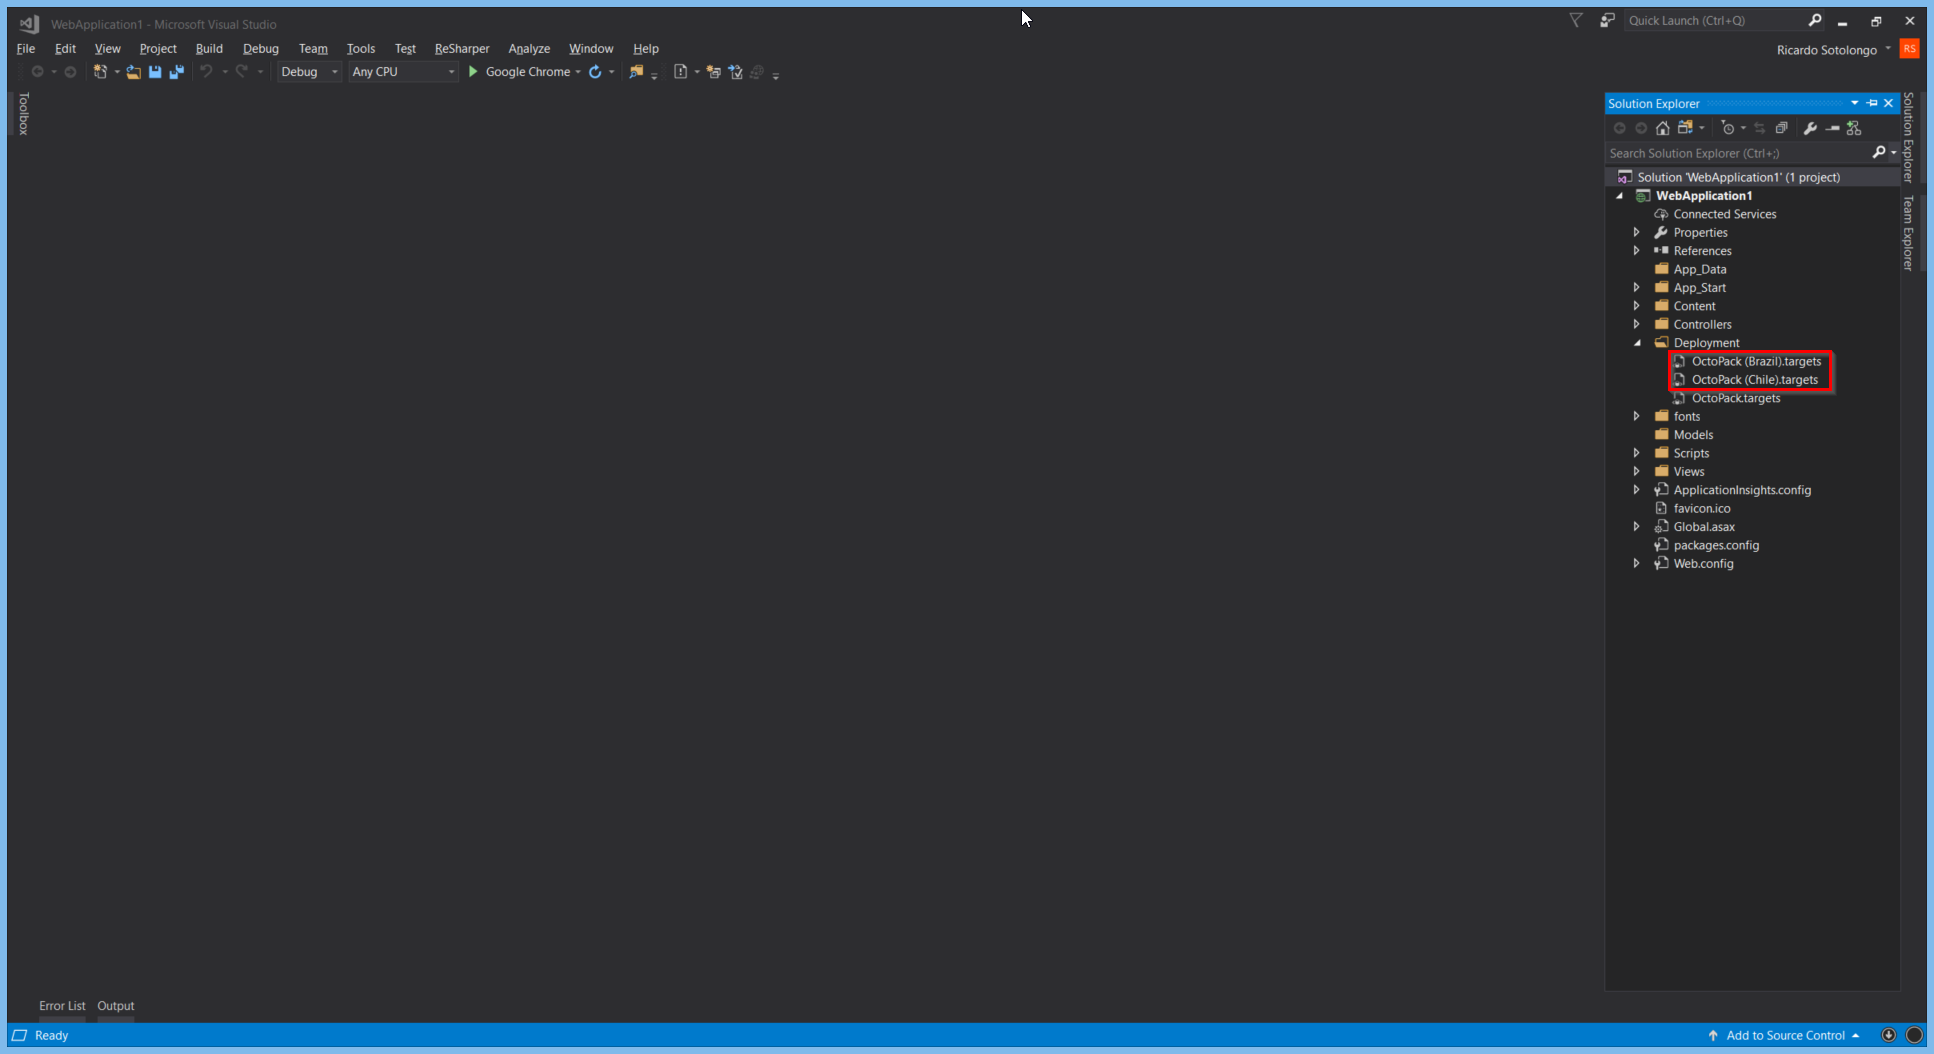 WebApplication1 - Microsoft Visual Studio
Quick Launch (Ctrl+Q)
File Edit View Project Build Debug Team Tools Test ReSharper Analyze Window Help
Ricardo Sotolongo RS
Debug Any CPU Google Chrome
Toolbox
Solution Explorer
Search Solution Explorer (Ctrl+;)
Solution 'WebApplication1' (1 project)
WebApplication1
Connected Services
Properties
References
App_Data
App_Start
Content
Controllers
Deployment
OctoPack (Brazil).targets
OctoPack (Chile).targets
OctoPack.targets
fonts
Models
Scripts
Views
ApplicationInsights.config
favicon.ico
Global.asax
packages.config
Web.config
Solution Explorer
Team Explorer
Error List Output
Ready
Add to Source Control